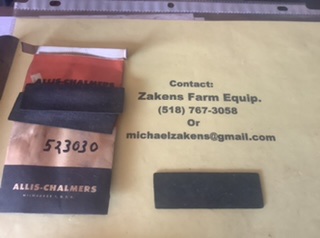 ALLIS-CHALMERS
523030
ALLIS-CHALMERS
Contact:
Zakens Farm Equip.
(518) 767-3058
Or
michaelzakens@gmail.com